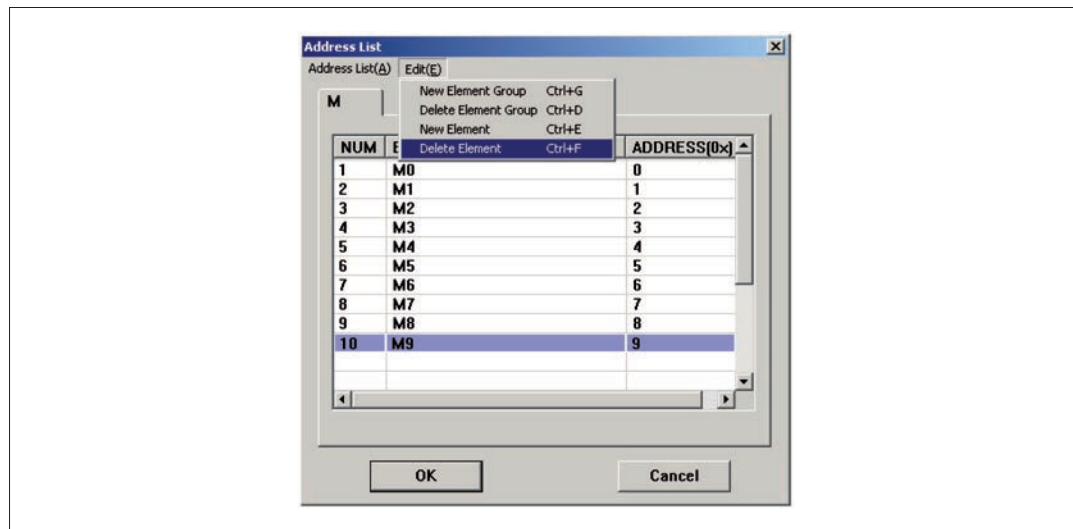 Address List
Address List(A) Edit(E)
New Element Group Ctrl+G
Delete Element Group Ctrl+D
New Element Ctrl+E
Delete Element Ctrl+F
M
NUM E ADDRESS(0x)
1 M0 0
2 M1 1
3 M2 2
4 M3 3
5 M4 4
6 M5 5
7 M6 6
8 M7 7
9 M8 8
10 M9 9
OK Cancel